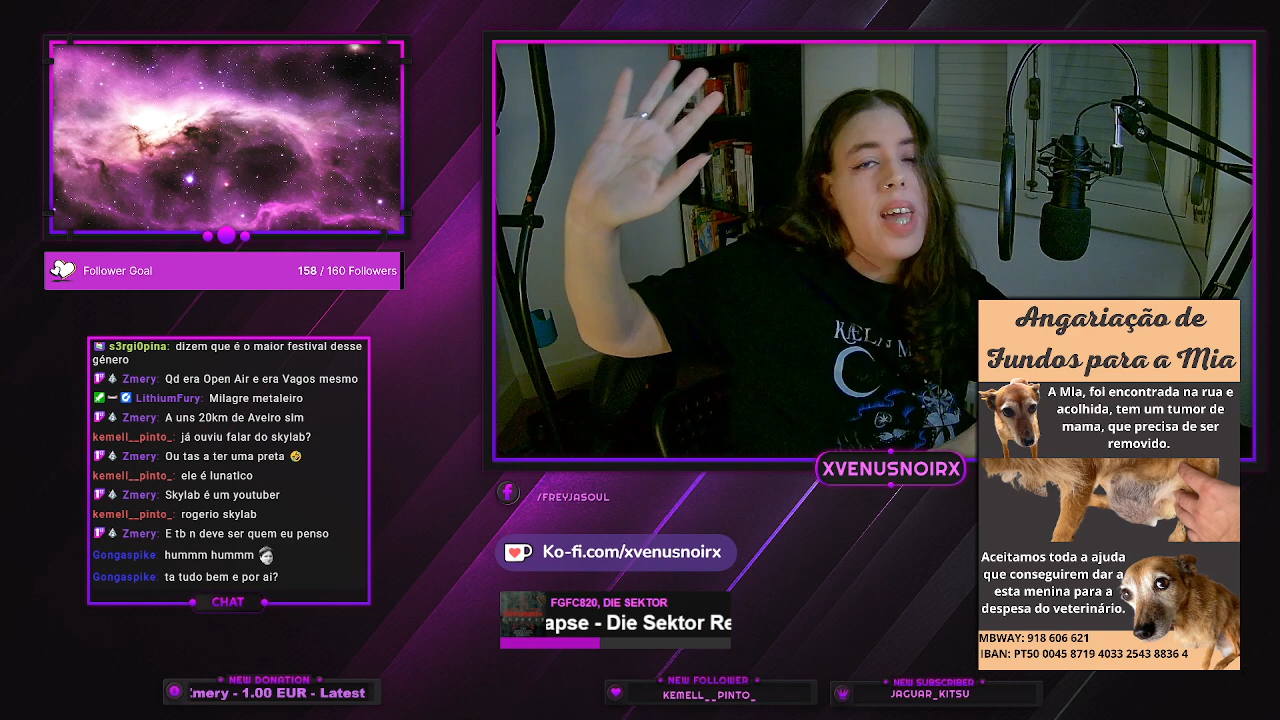 Follower Goal
158 / 160 Followers
s3rgi0pina: dizem que é o maior festival desse
género
Zmery: Qd era Open Air e era Vagos mesmo
LithiumFury: Milagre metaleiro
Zmery: A uns 20km de Aveiro sim
kemell__pinto_: já ouviu falar do skylab?
Zmery: Ou tas a ter uma preta
kemell__pinto_: ele é lunatico
Zmery: Skylab é um youtuber
kemell__pinto_: rogerio skylab
Zmery: E tb n deve ser quem eu penso
Gongaspike: hummm hummm
Gongaspike: ta tudo bem e por ai?
CHAT
XVENUSNOIRX
/FREYJASOUL
Ko-fi.com/xvenusnoirx
FGFC820, DIE SEKTOR
apse - Die Sektor Re
Angariação de
Fundos para a Mia
A Mia, foi encontrada na rua e
acolhida, tem um tumor de
mama, que precisa de ser
removido.
Aceitamos toda a ajuda
que conseguirem dar a
esta menina para a
despesa do veterinário.
MBWAY: 918 606 621
IBAN: PT50 0045 8719 4033 2543 8836 4
NEW DONATION
mery - 1.00 EUR - Latest
NEW FOLLOWER
KEMELL__PINTO_
NEW SUBSCRIBER
JAGUAR_KITSU